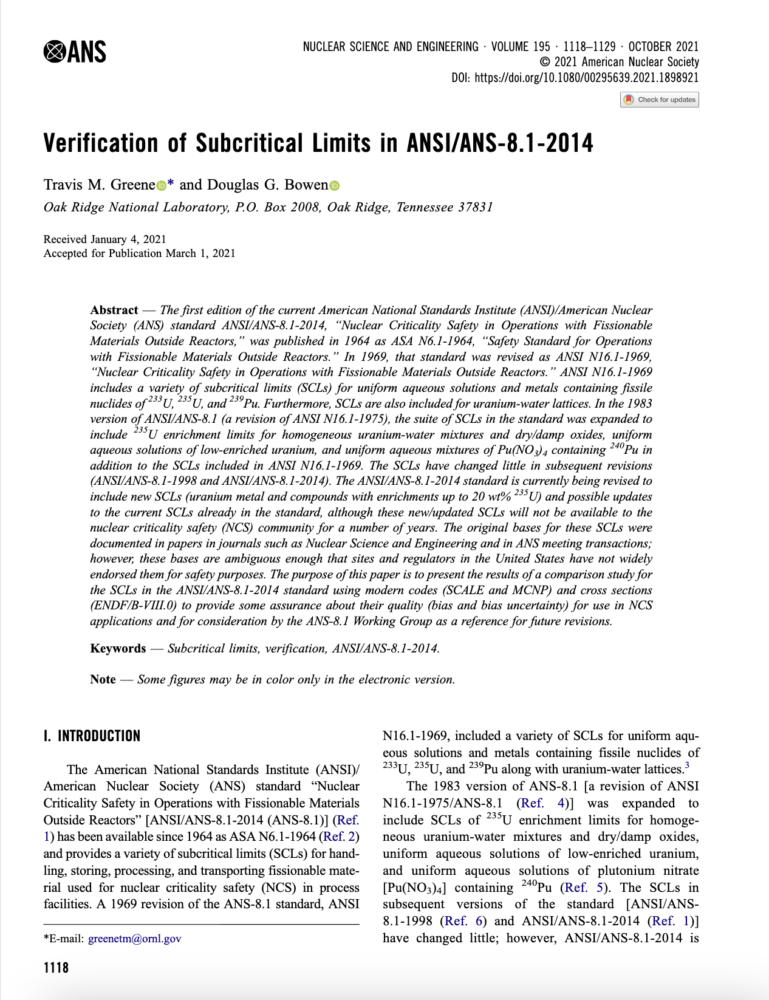 ANS
NUCLEAR SCIENCE AND ENGINEERING · VOLUME 195 · 1118–1129 · OCTOBER 2021
© 2021 American Nuclear Society
DOI: https://doi.org/10.1080/00295639.2021.1898921
Check for updates
Verification of Subcritical Limits in ANSI/ANS-8.1-2014
Travis M. Greene iD* and Douglas G. Bowen iD
Oak Ridge National Laboratory, P.O. Box 2008, Oak Ridge, Tennessee 37831
Received January 4, 2021
Accepted for Publication March 1, 2021
Abstract — The first edition of the current American National Standards Institute (ANSI)/American Nuclear
Society (ANS) standard ANSI/ANS-8.1-2014, “Nuclear Criticality Safety in Operations with Fissionable
Materials Outside Reactors,” was published in 1964 as ASA N6.1-1964, “Safety Standard for Operations
with Fissionable Materials Outside Reactors.” In 1969, that standard was revised as ANSI N16.1-1969,
“Nuclear Criticality Safety in Operations with Fissionable Materials Outside Reactors.” ANSI N16.1-1969
includes a variety of subcritical limits (SCLs) for uniform aqueous solutions and metals containing fissile
nuclides of ²³³U, ²³⁵U, and ²³⁹Pu. Furthermore, SCLs are also included for uranium-water lattices. In the 1983
version of ANSI/ANS-8.1 (a revision of ANSI N16.1-1975), the suite of SCLs in the standard was expanded to
include ²³⁵U enrichment limits for homogeneous uranium-water mixtures and dry/damp oxides, uniform
aqueous solutions of low-enriched uranium, and uniform aqueous mixtures of Pu(NO₃)₄ containing ²⁴⁰Pu in
addition to the SCLs included in ANSI N16.1-1969. The SCLs have changed little in subsequent revisions
(ANSI/ANS-8.1-1998 and ANSI/ANS-8.1-2014). The ANSI/ANS-8.1-2014 standard is currently being revised to
include new SCLs (uranium metal and compounds with enrichments up to 20 wt% ²³⁵U) and possible updates
to the current SCLs already in the standard, although these new/updated SCLs will not be available to the
nuclear criticality safety (NCS) community for a number of years. The original bases for these SCLs were
documented in papers in journals such as Nuclear Science and Engineering and in ANS meeting transactions;
however, these bases are ambiguous enough that sites and regulators in the United States have not widely
endorsed them for safety purposes. The purpose of this paper is to present the results of a comparison study for
the SCLs in the ANSI/ANS-8.1-2014 standard using modern codes (SCALE and MCNP) and cross sections
(ENDF/B-VIII.0) to provide some assurance about their quality (bias and bias uncertainty) for use in NCS
applications and for consideration by the ANS-8.1 Working Group as a reference for future revisions.
Keywords — Subcritical limits, verification, ANSI/ANS-8.1-2014.
Note — Some figures may be in color only in the electronic version.
I. INTRODUCTION
The American National Standards Institute (ANSI)/
American Nuclear Society (ANS) standard “Nuclear
Criticality Safety in Operations with Fissionable Materials
Outside Reactors” [ANSI/ANS-8.1-2014 (ANS-8.1)] (Ref.
1) has been available since 1964 as ASA N6.1-1964 (Ref. 2)
and provides a variety of subcritical limits (SCLs) for hand-
ling, storing, processing, and transporting fissionable mate-
rial used for nuclear criticality safety (NCS) in process
facilities. A 1969 revision of the ANS-8.1 standard, ANSI
*E-mail: greenetm@ornl.gov
1118
N16.1-1969, included a variety of SCLs for uniform aqu-
eous solutions and metals containing fissile nuclides of
²³³U, ²³⁵U, and ²³⁹Pu along with uranium-water lattices.³
The 1983 version of ANS-8.1 [a revision of ANSI
N16.1-1975/ANS-8.1 (Ref. 4)] was expanded to
include SCLs of ²³⁵U enrichment limits for homoge-
neous uranium-water mixtures and dry/damp oxides,
uniform aqueous solutions of low-enriched uranium,
and uniform aqueous solutions of plutonium nitrate
[Pu(NO₃)₄] containing ²⁴⁰Pu (Ref. 5). The SCLs in
subsequent versions of the standard [ANSI/ANS-
8.1-1998 (Ref. 6) and ANSI/ANS-8.1-2014 (Ref. 1)]
have changed little; however, ANSI/ANS-8.1-2014 is